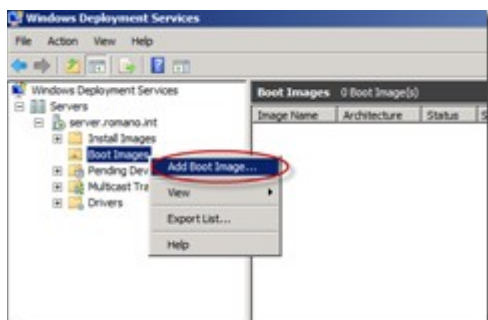 Windows Deployment Services
File Action View Help
Windows Deployment Services
Servers
server.romano.int
Install Images
Boot Images
Pending Dev
Multicast Tra
Drivers
Boot Images 0 Boot Image(s)
Image Name Architecture Status S
Add Boot Image...
View
Export List...
Help